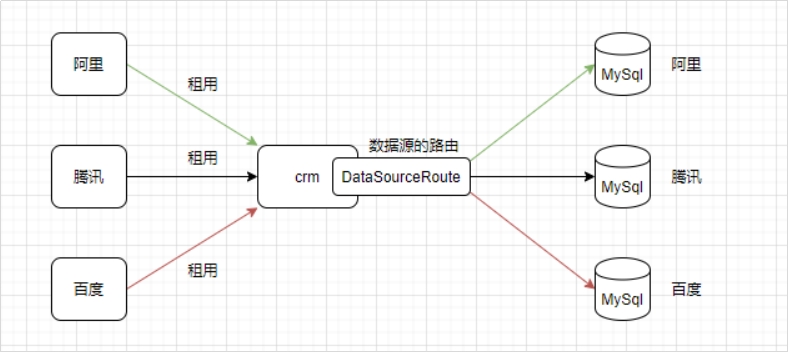 阿里
租用
MySql
阿里
数据源的路由
腾讯
租用
crm
DataSourceRoute
MySql
腾讯
百度
租用
MySql
百度